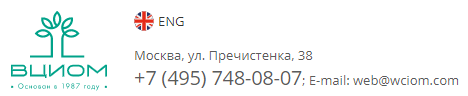 ENG
ВЦИОМ
• Основан в 1987 году •
Москва, ул. Пречистенка, 38
+7 (495) 748-08-07; E-mail: web@wciom.com